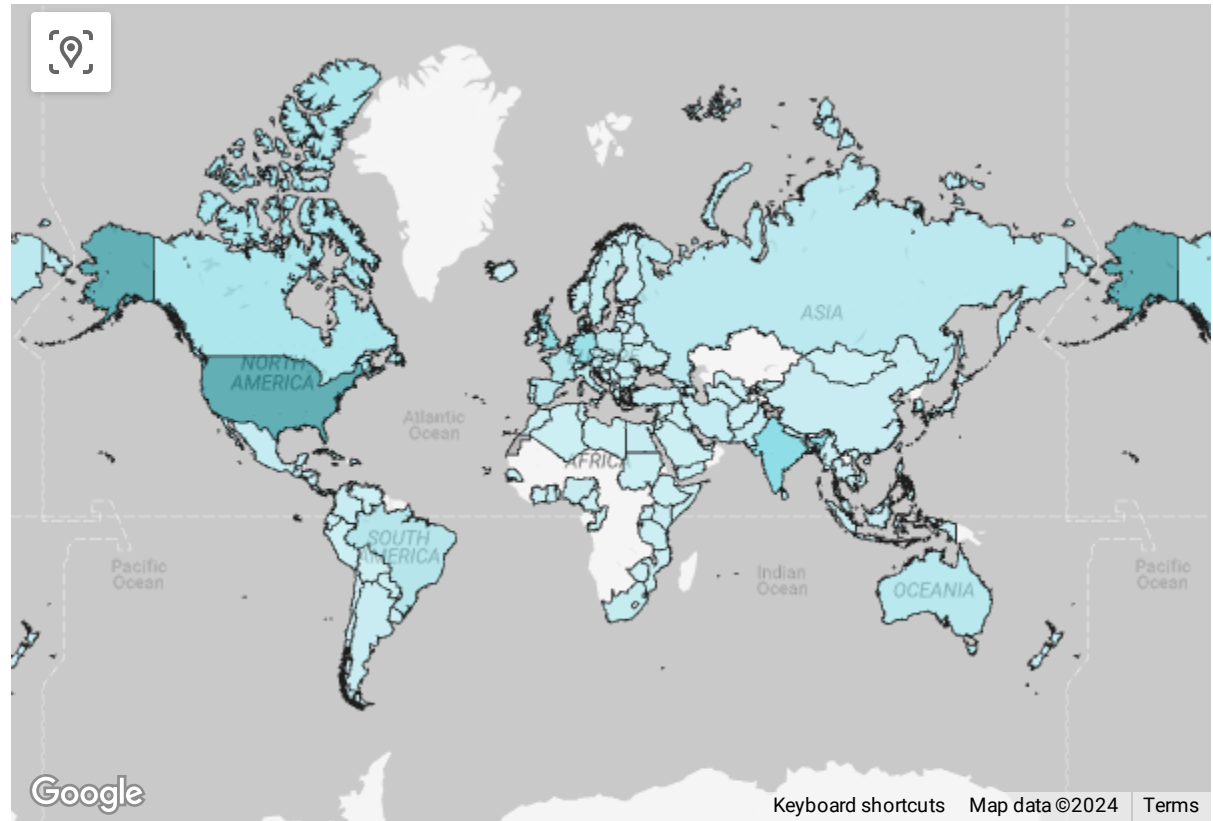 ASIA
NORTH
AMERICA
Atlantic
Ocean
AFRICA
SOUTH
AMERICA
Pacific
Ocean
Indian
Ocean
OCEANIA
Pacific
Ocean
Google
Keyboard shortcuts
Map data ©2024
Terms